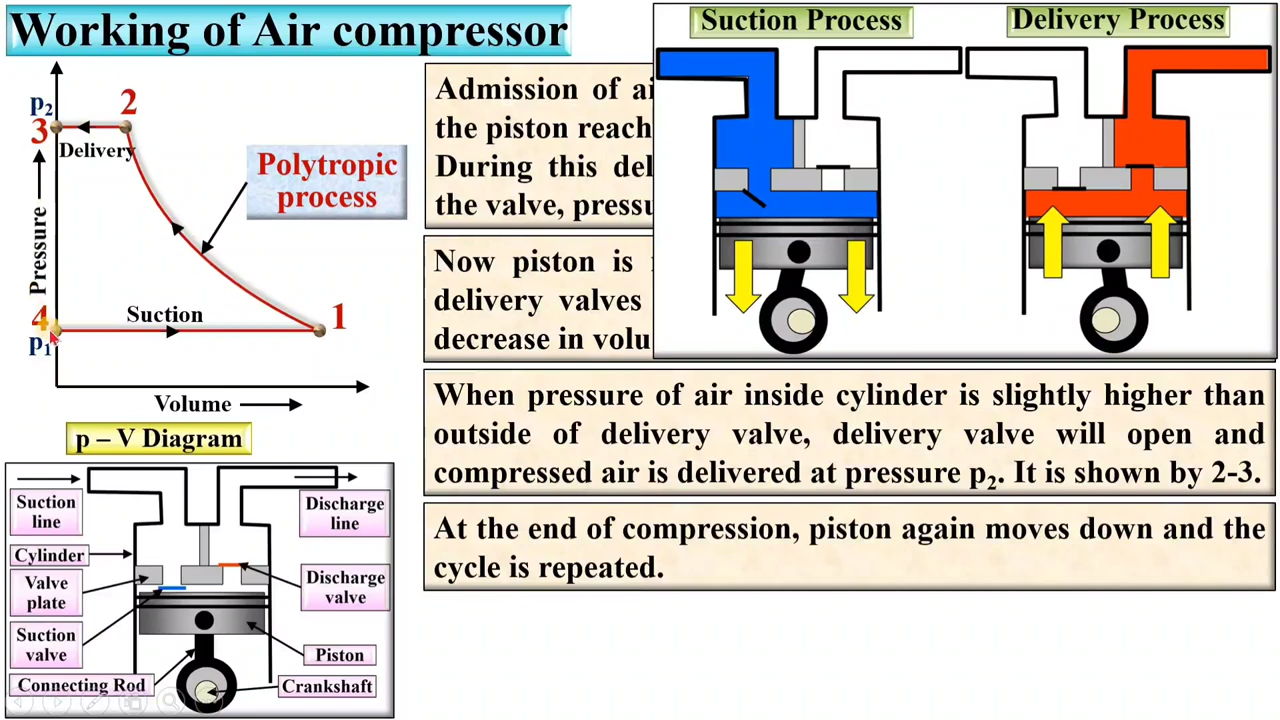 Working of Air compressor
Suction Process
Delivery Process
p2
2
3
Delivery
Polytropic
process
Pressure
Suction
1
4
p1
Volume
p – V Diagram
Admission of ai
the piston reach
During this del
the valve, pressu
Now piston is
delivery valves
decrease in volu
When pressure of air inside cylinder is slightly higher than
outside of delivery valve, delivery valve will open and
compressed air is delivered at pressure p2. It is shown by 2-3.
At the end of compression, piston again moves down and the
cycle is repeated.
Suction
line
Cylinder
Valve
plate
Suction
valve
Connecting Rod
Discharge
line
Discharge
valve
Piston
Crankshaft